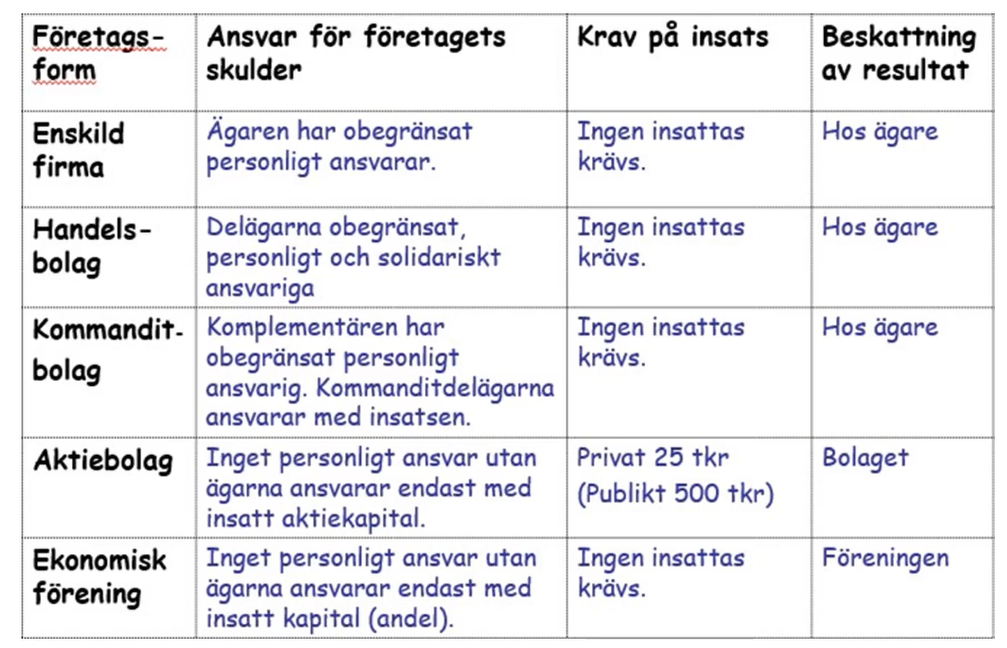 Företags-
form
Ansvar för företagets
skulder
Krav på insats
Beskattning
av resultat
Enskild
firma
Ägaren har obegränsat
personligt ansvarar.
Ingen insattas
krävs.
Hos ägare
Handels-
bolag
Delägarna obegränsat,
personligt och solidariskt
ansvariga
Ingen insattas
krävs.
Hos ägare
Kommandit-
bolag
Komplementären har
obegränsat personligt
ansvarig. Kommanditdelägarna
ansvarar med insatsen.
Ingen insattas
krävs.
Hos ägare
Aktiebolag
Inget personligt ansvar utan
ägarna ansvarar endast med
insatt aktiekapital.
Privat 25 tkr
(Publikt 500 tkr)
Bolaget
Ekonomisk
förening
Inget personligt ansvar utan
ägarna ansvarar endast med
insatt kapital (andel).
Ingen insattas
krävs.
Föreningen